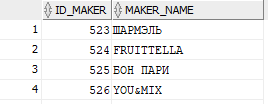 ID_MAKER MAKER_NAME
1 523 ШАРМЭЛЬ
2 524 FRUITTELLA
3 525 БОН ПАРИ
4 526 YOU&MIX